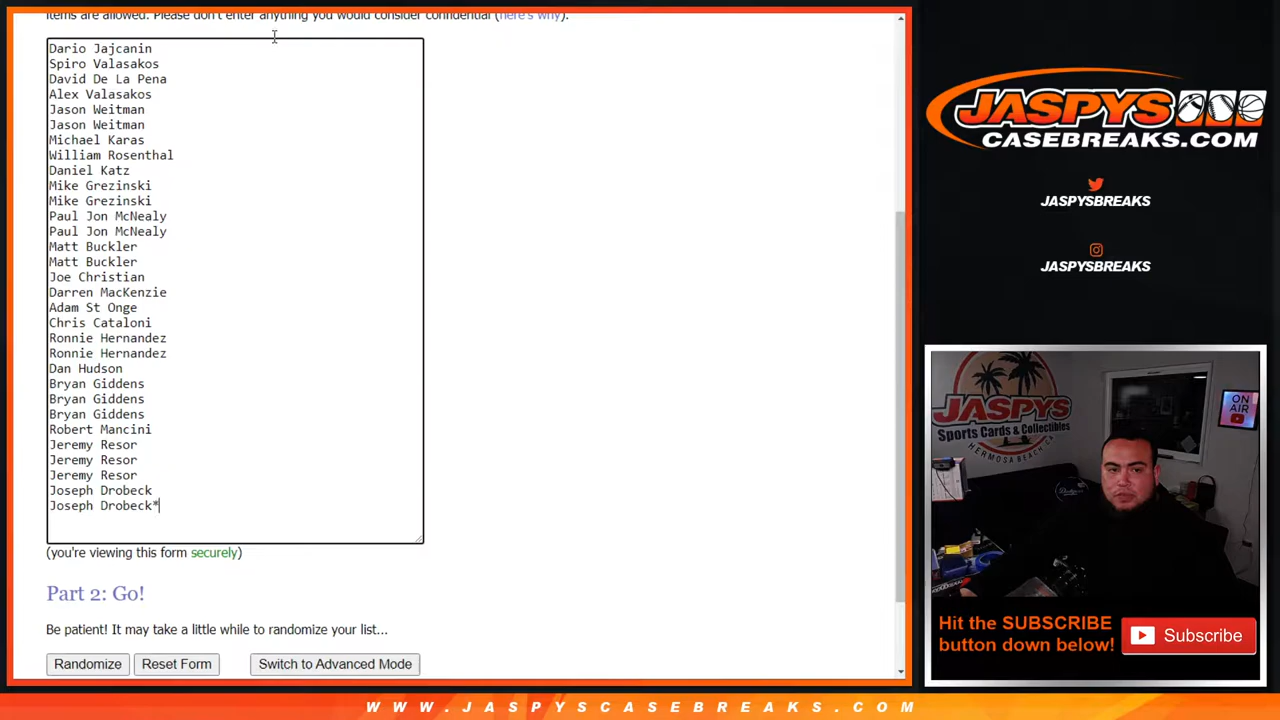 items are allowed. Please don't enter anything you would consider confidential (here's why).
Dario Jajcanin
Spiro Valasakos
David De La Pena
Alex Valasakos
Jason Weitman
Jason Weitman
Michael Karas
William Rosenthal
Daniel Katz
Mike Grezinski
Mike Grezinski
Paul Jon McNealy
Paul Jon McNealy
Matt Buckler
Matt Buckler
Joe Christian
Darren MacKenzie
Adam St Onge
Chris Cataloni
Ronnie Hernandez
Ronnie Hernandez
Dan Hudson
Bryan Giddens
Bryan Giddens
Bryan Giddens
Robert Mancini
Jeremy Resor
Jeremy Resor
Jeremy Resor
Joseph Drobeck
Joseph Drobeck*
(you're viewing this form securely)
Part 2: Go!
Be patient! It may take a little while to randomize your list...
Randomize
Reset Form
Switch to Advanced Mode
JASPYS
CASEBREAKS.COM
JASPYSBREAKS
JASPYSBREAKS
JASPYS
Sports Cards & Collectibles
HERMOSA BEACH CA
ON
AIR
Hit the SUBSCRIBE
button down below!
Subscribe
WWW.JASPYSCASEBREAKS.COM